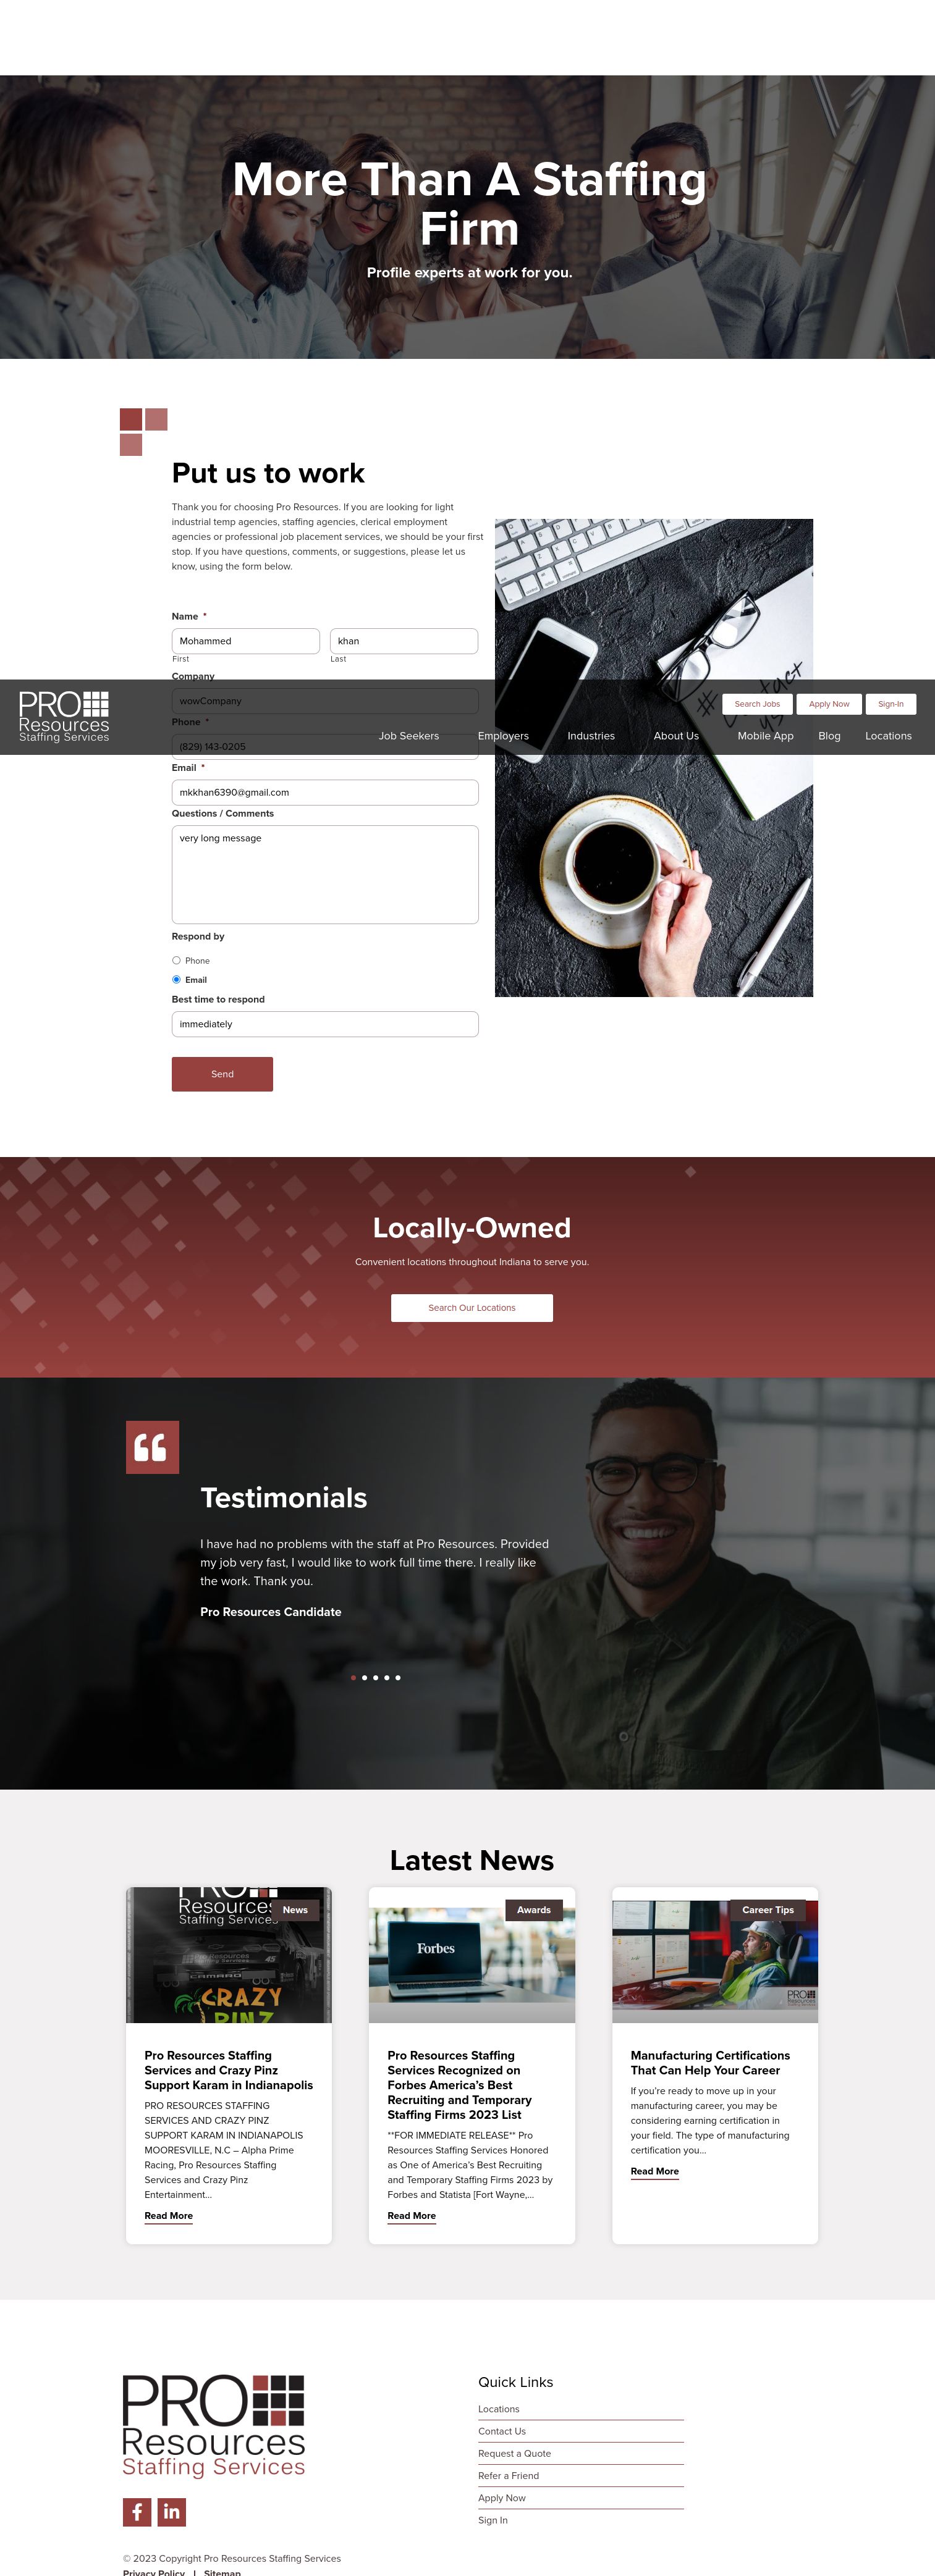 More Than A Staffing
Firm
Profile experts at work for you.
Put us to work
Thank you for choosing Pro Resources. If you are looking for light
industrial temp agencies, staffing agencies, clerical employment
agencies or professional job placement services, we should be your first
stop. If you have questions, comments, or suggestions, please let us
know, using the form below.
Name *
Mohammed khan
First Last
Company
wowCompany
PRO
Resources
Staffing Services
Search Jobs Apply Now Sign-In
Phone *
(829) 143-0205
Job Seekers Employers Industries About Us Mobile App Blog Locations
Email *
mkkhan6390@gmail.com
Questions / Comments
very long message
Respond by
Phone
Email
Best time to respond
immediately
Send
Locally-Owned
Convenient locations throughout Indiana to serve you.
Search Our Locations
Testimonials
I have had no problems with the staff at Pro Resources. Provided
my job very fast, I would like to work full time there. I really like
the work. Thank you.
Pro Resources Candidate
Latest News
PRO
Resources
Staffing Services
News
CAMARO
45
CRAZY
PINZ
Pro Resources Staffing
Services and Crazy Pinz
Support Karam in Indianapolis
PRO RESOURCES STAFFING
SERVICES AND CRAZY PINZ
SUPPORT KARAM IN INDIANAPOLIS
MOORESVILLE, N.C – Alpha Prime
Racing, Pro Resources Staffing
Services and Crazy Pinz
Entertainment...
Read More
Awards
Forbes
Pro Resources Staffing
Services Recognized on
Forbes America’s Best
Recruiting and Temporary
Staffing Firms 2023 List
**FOR IMMEDIATE RELEASE** Pro
Resources Staffing Services Honored
as One of America’s Best Recruiting
and Temporary Staffing Firms 2023 by
Forbes and Statista [Fort Wayne,...
Read More
Career Tips
PRO
Manufacturing Certifications
That Can Help Your Career
If you’re ready to move up in your
manufacturing career, you may be
considering earning certification in
your field. The type of manufacturing
certification you...
Read More
PRO
Resources
Staffing Services
© 2023 Copyright Pro Resources Staffing Services
Privacy Policy | Sitemap
Quick Links
Locations
Contact Us
Request a Quote
Refer a Friend
Apply Now
Sign In